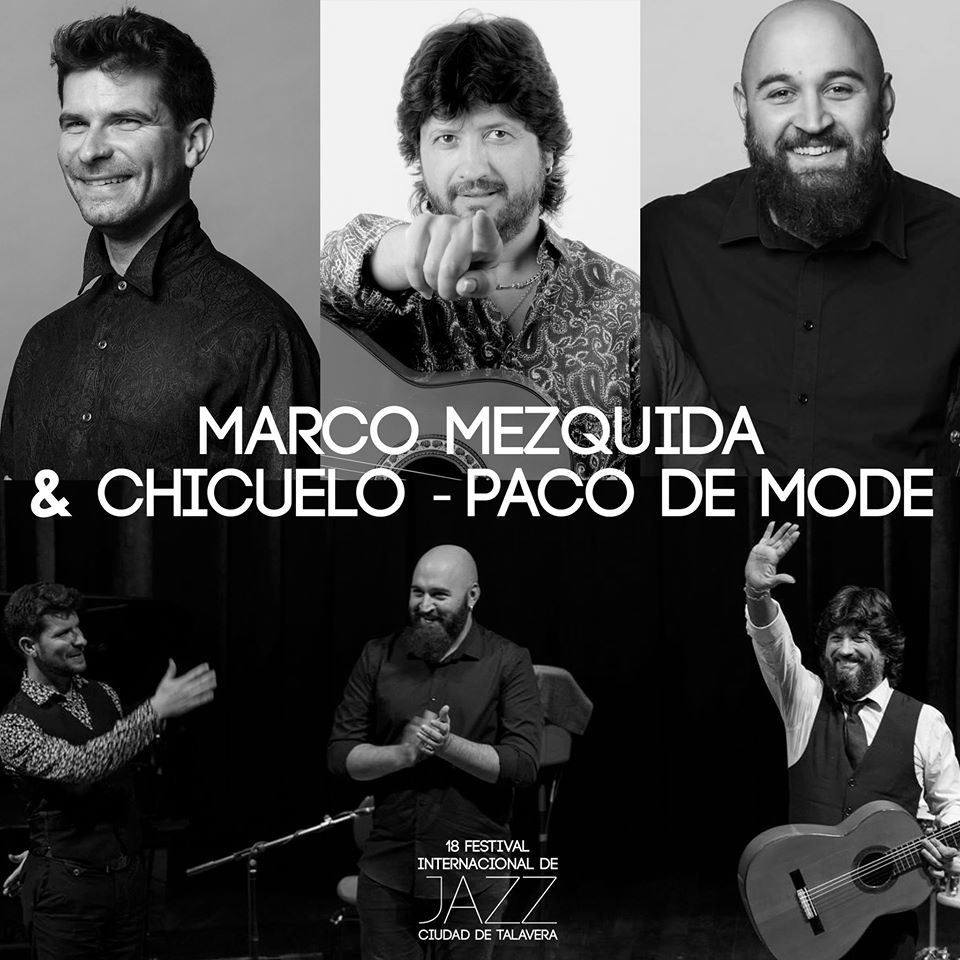 MARCO MEZQUIDA
& CHICUELO - PACO DE MODE
18 FESTIVAL
INTERNACIONAL DE
JAZZ
CIUDAD DE TALAVERA